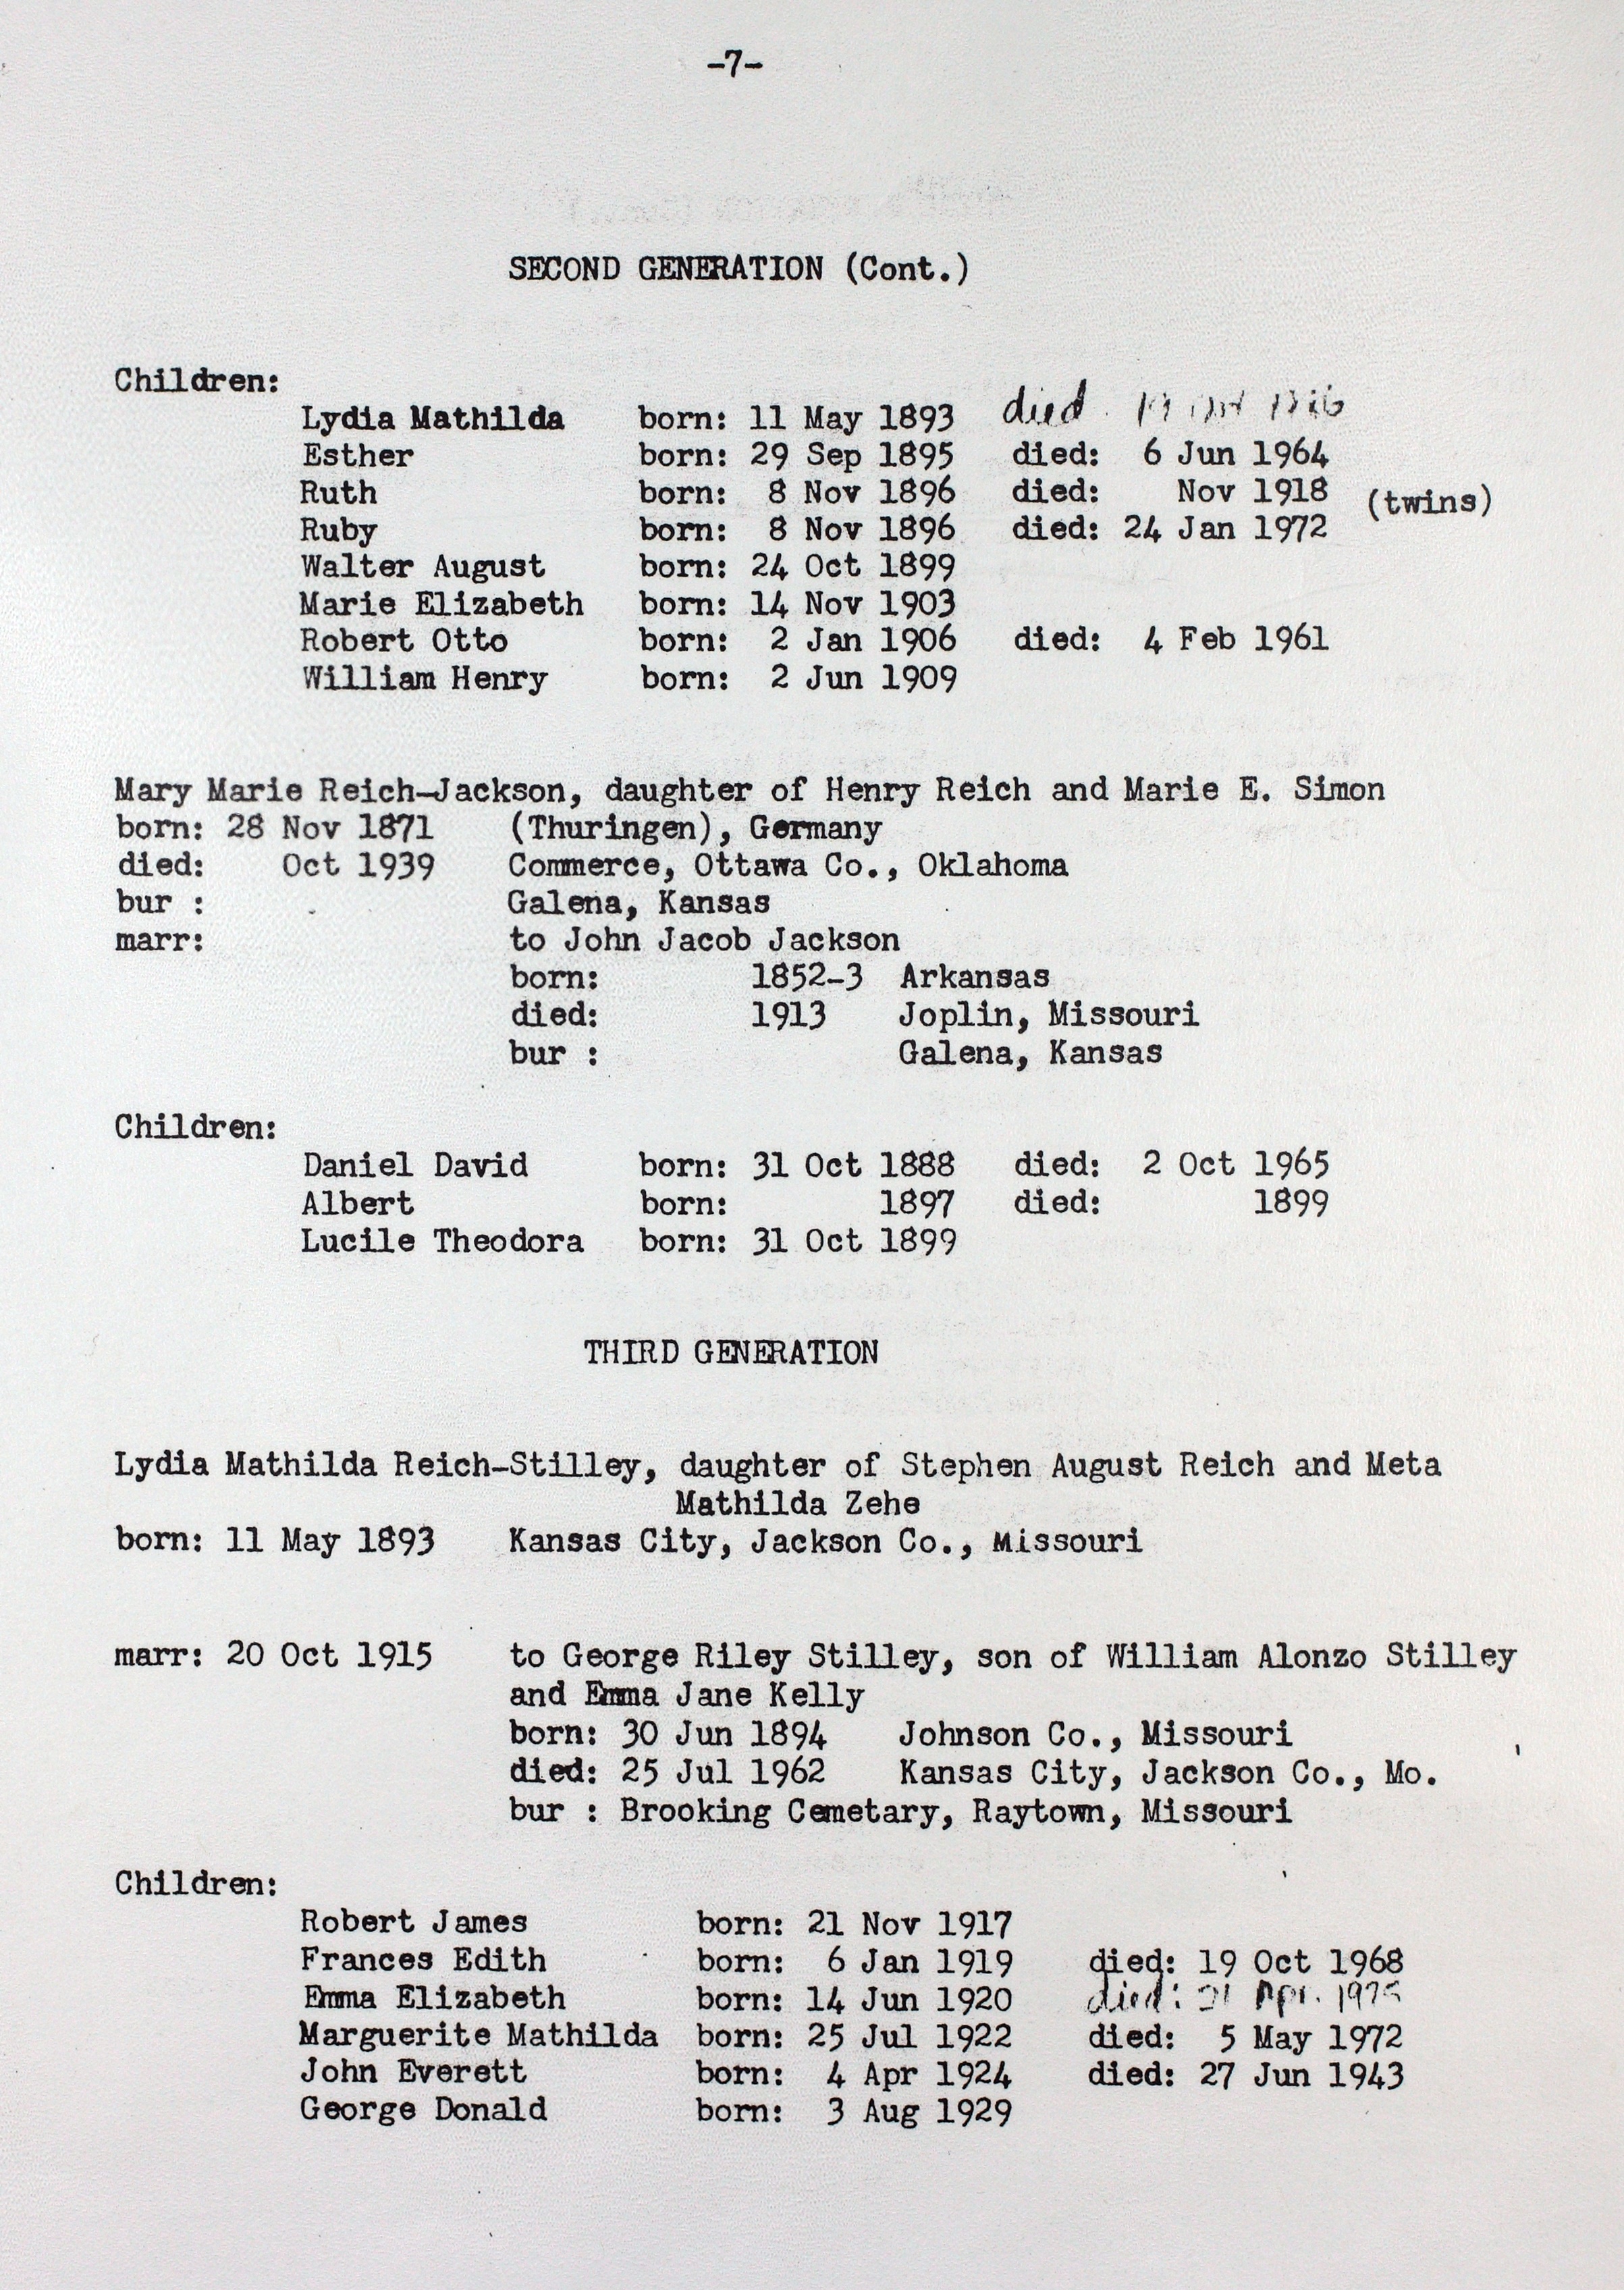 -7-
SECOND GENERATION (Cont.)
Children:
Lydia Mathilda born: 11 May 1893 died
Esther born: 29 Sep 1895 died: 6 Jun 1964
Ruth born: 8 Nov 1896 died: Nov 1918 (twins)
Ruby born: 8 Nov 1896 died: 24 Jan 1972
Walter August born: 24 Oct 1899
Marie Elizabeth born: 14 Nov 1903
Robert Otto born: 2 Jan 1906 died: 4 Feb 1961
William Henry born: 2 Jun 1909
Mary Marie Reich-Jackson, daughter of Henry Reich and Marie E. Simon
born: 28 Nov 1871 (Thuringen), Germany
died: Oct 1939 Commerce, Ottawa Co., Oklahoma
bur : Galena, Kansas
marr: to John Jacob Jackson
born: 1852-3 Arkansas
died: 1913 Joplin, Missouri
bur : Galena, Kansas
Children:
Daniel David born: 31 Oct 1888 died: 2 Oct 1965
Albert born: 1897 died: 1899
Lucile Theodora born: 31 Oct 1899
THIRD GENERATION
Lydia Mathilda Reich-Stilley, daughter of Stephen August Reich and Meta
Mathilda Zehe
born: 11 May 1893 Kansas City, Jackson Co., Missouri
marr: 20 Oct 1915 to George Riley Stilley, son of William Alonzo Stilley
and Emma Jane Kelly
born: 30 Jun 1894 Johnson Co., Missouri
died: 25 Jul 1962 Kansas City, Jackson Co., Mo.
bur : Brooking Cemetary, Raytown, Missouri
Children:
Robert James born: 21 Nov 1917
Frances Edith born: 6 Jan 1919 died: 19 Oct 1968
Emma Elizabeth born: 14 Jun 1920 died: Apr.
Marguerite Mathilda born: 25 Jul 1922 died: 5 May 1972
John Everett born: 4 Apr 1924 died: 27 Jun 1943
George Donald born: 3 Aug 1929